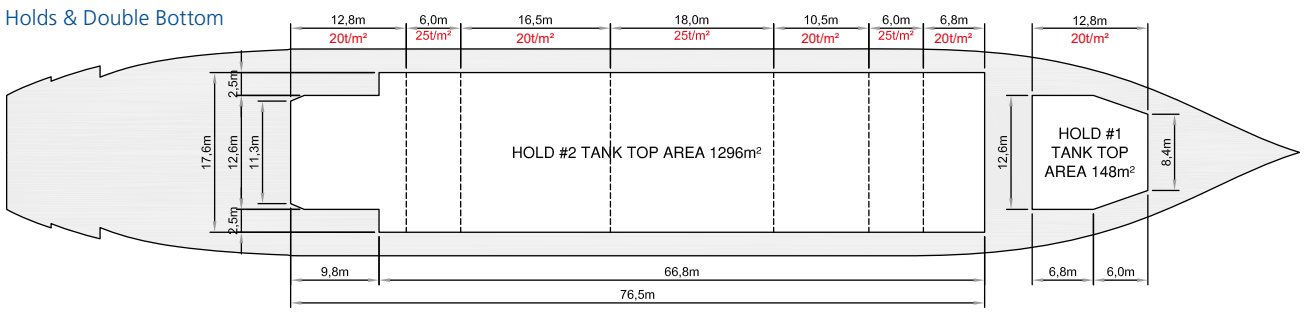 Holds & Double Bottom
12,8m 6,0m 16,5m 18,0m 10,5m 6,0m 6,8m 12,8m
20t/m² 25t/m² 20t/m² 25t/m² 20t/m² 25t/m² 20t/m² 20t/m²
2,5m
17,6m
12,6m
11,3m
2,5m
HOLD #2 TANK TOP AREA 1296m²
12,6m
HOLD #1
TANK TOP
AREA 148m²
8,4m
9,8m 66,8m 6,8m 6,0m
76,5m